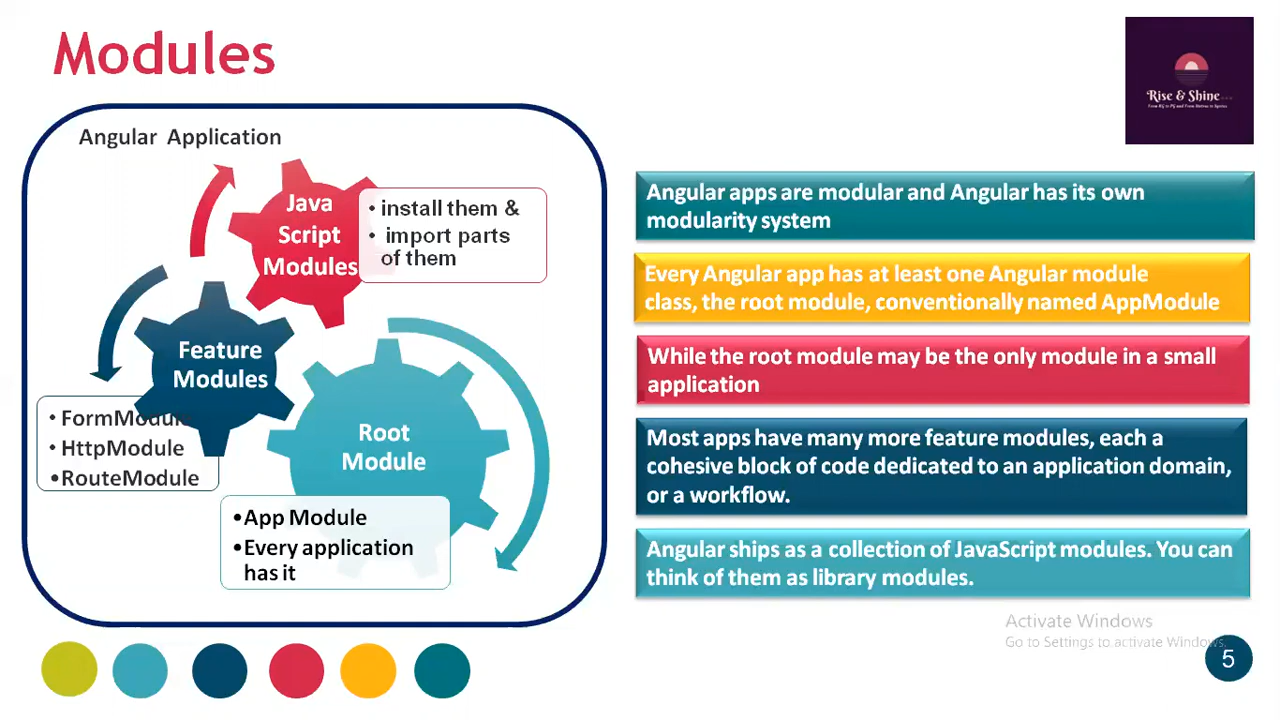 Modules
Rise & Shine...
Angular Application
Java
Script
Modules
• install them &
• import parts
of them
Feature
Modules
• FormModule
• HttpModule
•RouteModule
Root
Module
•App Module
•Every application
has it
Angular apps are modular and Angular has its own
modularity system
Every Angular app has at least one Angular module
class, the root module, conventionally named AppModule
While the root module may be the only module in a small
application
Most apps have many more feature modules, each a
cohesive block of code dedicated to an application domain,
or a workflow.
Angular ships as a collection of JavaScript modules. You can
think of them as library modules.
Activate Windows
Go to Settings to activate Windows.
5